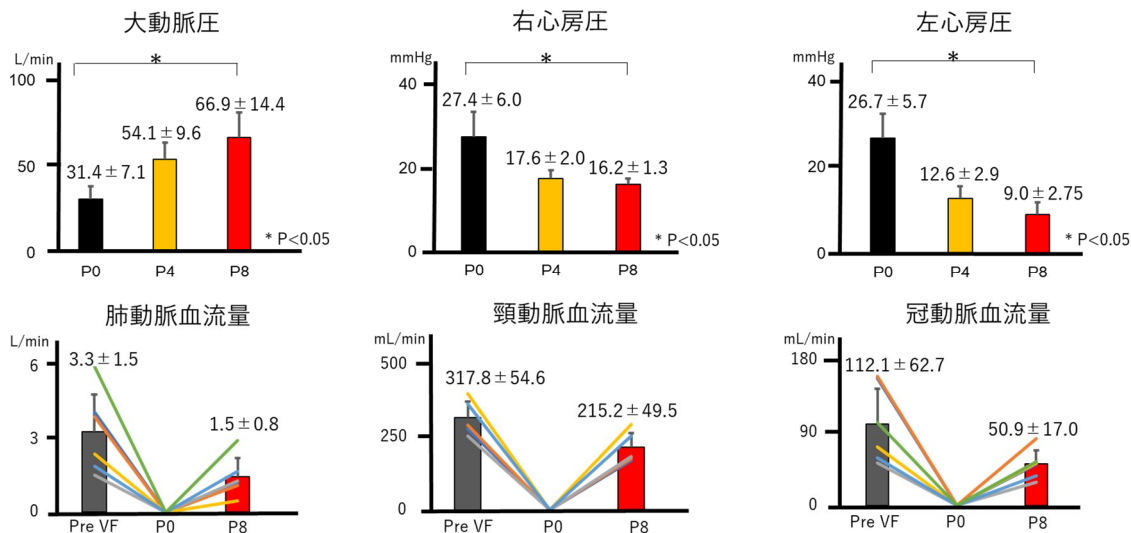 大動脈圧
L/min
*
100
66.9±14.4
54.1±9.6
50
31.4±7.1
0
* P<0.05
P0 P4 P8
右心房圧
mmHg
*
40
27.4±6.0
20
17.6±2.0
16.2±1.3
0
* P<0.05
P0 P4 P8
左心房圧
mmHg
*
40
26.7±5.7
20
12.6±2.9
9.0±2.75
0
* P<0.05
P0 P4 P8
肺動脈血流量
L/min
6
3.3±1.5
3
1.5±0.8
0
Pre VF P0 P8
頸動脈血流量
mL/min
500
317.8±54.6
215.2±49.5
250
0
Pre VF P0 P8
冠動脈血流量
mL/min
180
112.1±62.7
90
50.9±17.0
0
Pre VF P0 P8